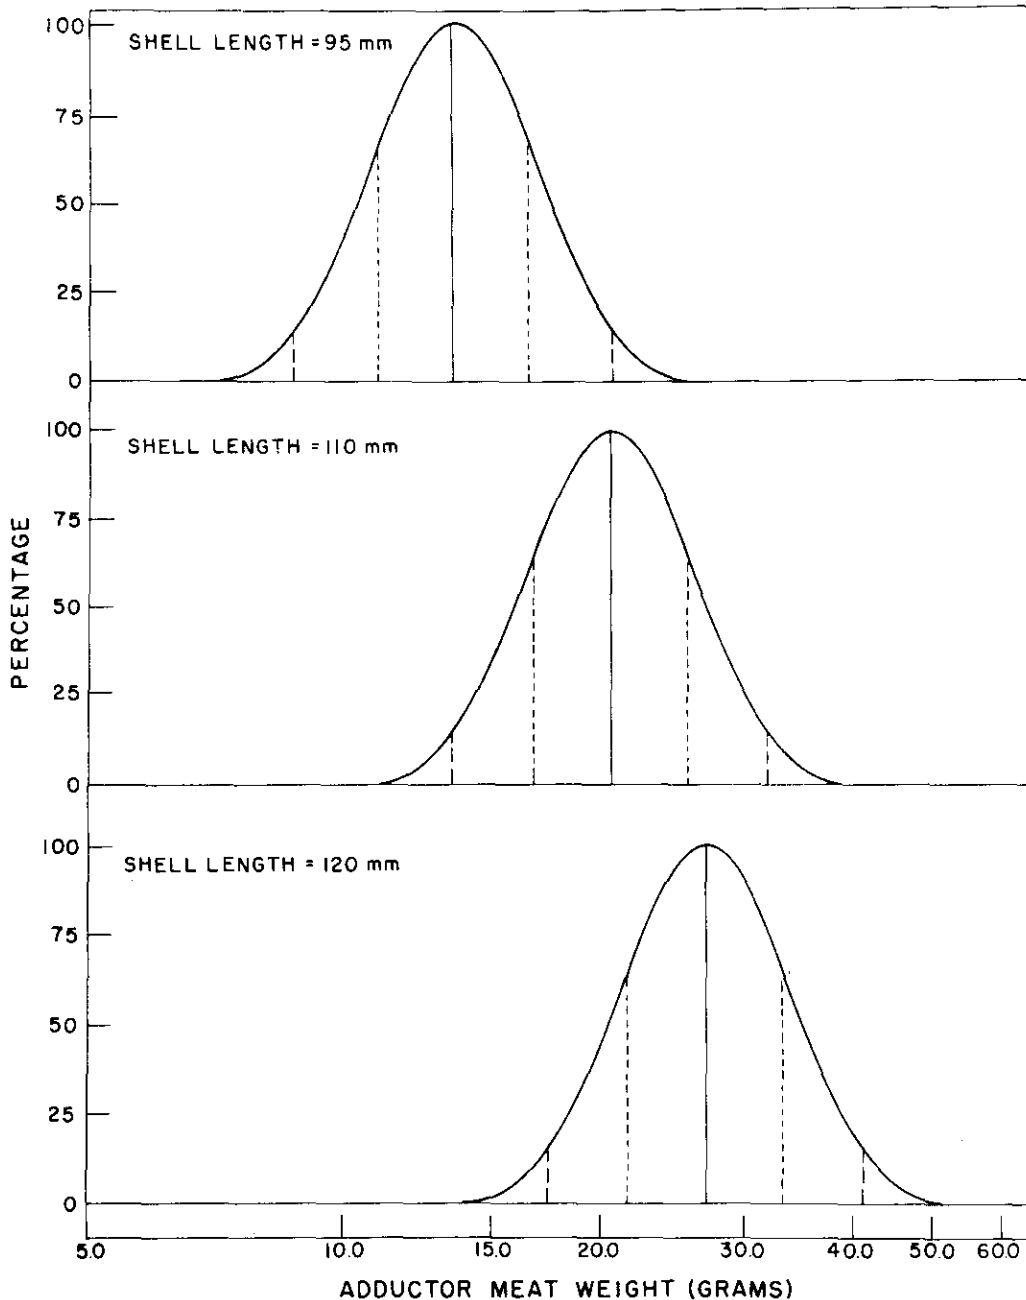 100
SHELL LENGTH = 95 mm
75
50
25
0
100
SHELL LENGTH = 110 mm
75
50
25
0
PERCENTAGE
100
SHELL LENGTH = 120 mm
75
50
25
0
5.0 10.0 15.0 20.0 30.0 40.0 50.0 60.0
ADDUCTOR MEAT WEIGHT (GRAMS)